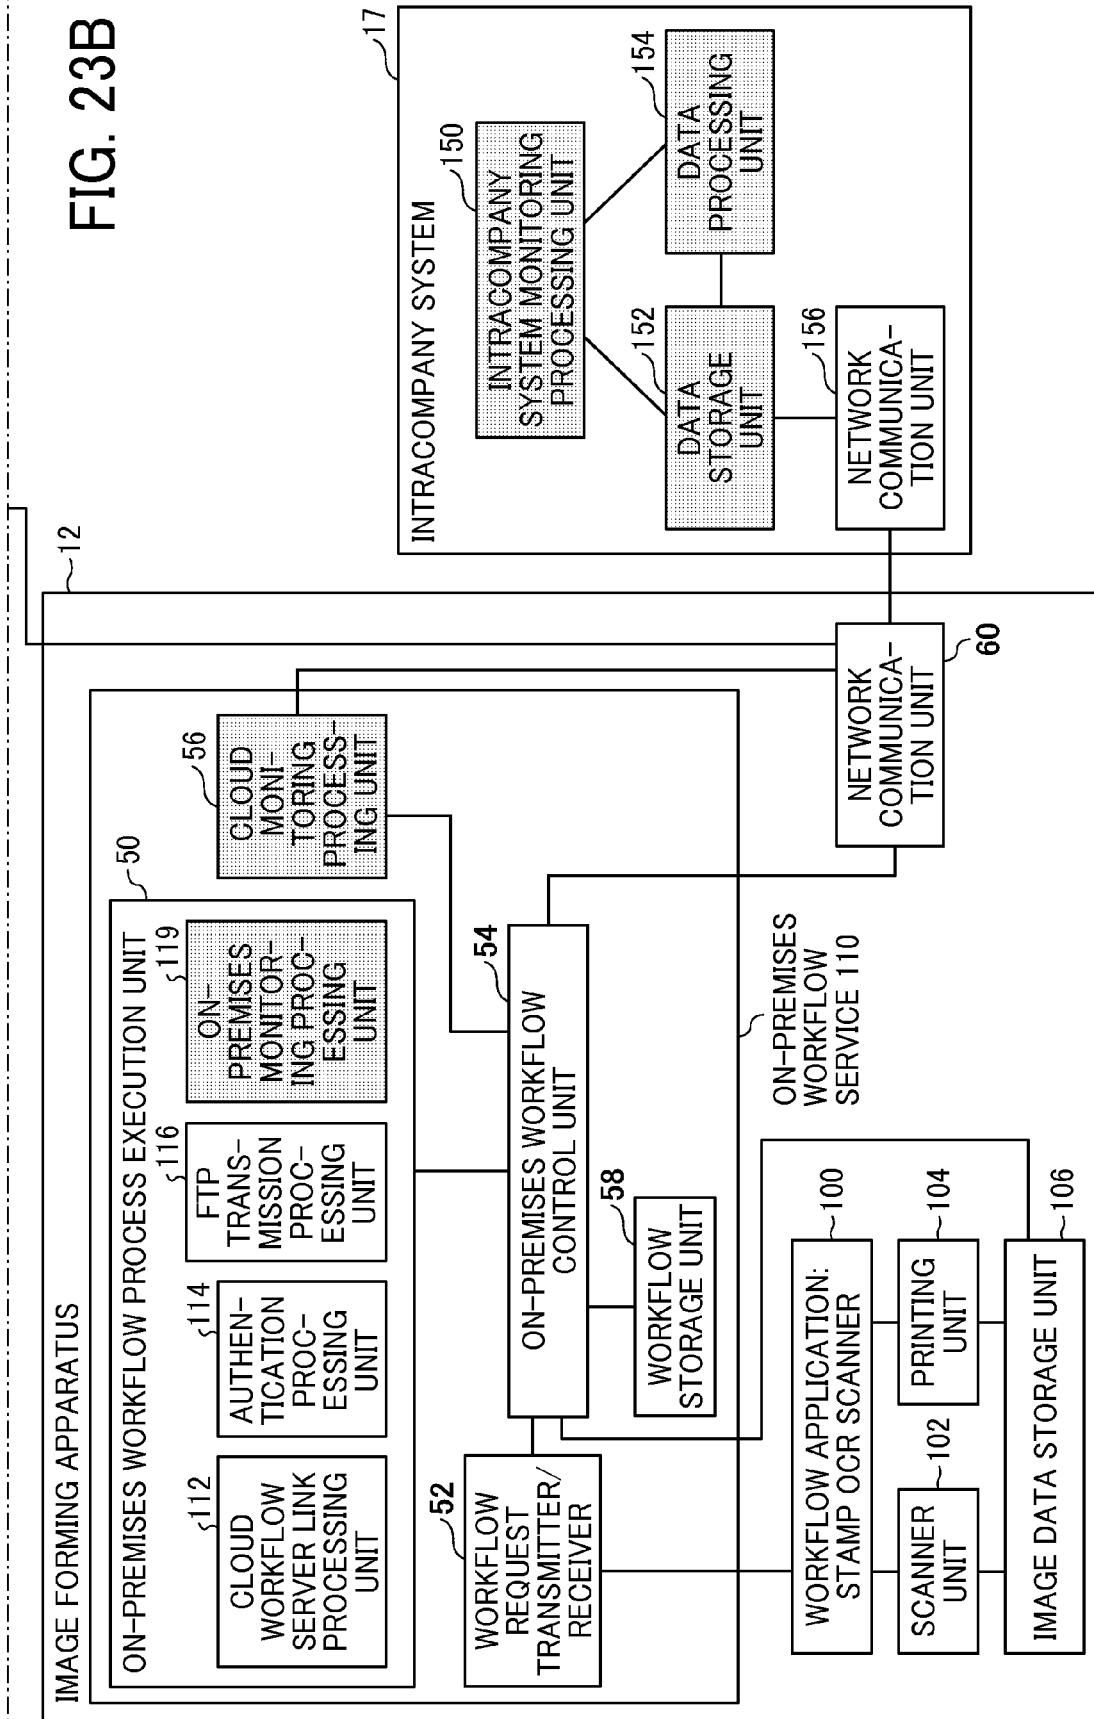 FIG. 23B
12
IMAGE FORMING APPARATUS
50
ON-PREMISES WORKFLOW PROCESS EXECUTION UNIT
112
CLOUD
WORKFLOW
SERVER LINK
PROCESSING
UNIT
114
AUTHEN-
TICATION
PROC-
ESSING
UNIT
116
FTP
TRANS-
MISSION
PROC-
ESSING
UNIT
119
ON-
PREMISES
MONITOR-
ING PROC-
ESSING
UNIT
56
CLOUD
MONI-
TORING
PROCESS-
ING UNIT
52
WORKFLOW
REQUEST
TRANSMITTER/
RECEIVER
54
ON-PREMISES WORKFLOW
CONTROL UNIT
58
WORKFLOW
STORAGE UNIT
ON-PREMISES
WORKFLOW
SERVICE 110
NETWORK
COMMUNICA-
TION UNIT
60
WORKFLOW APPLICATION:
STAMP OCR SCANNER
100
SCANNER
UNIT
102
PRINTING
UNIT
104
IMAGE DATA STORAGE UNIT
106
17
INTRACOMPANY SYSTEM
150
INTRACOMPANY
SYSTEM MONITORING
PROCESSING UNIT
152
DATA
STORAGE
UNIT
154
DATA
PROCESSING
UNIT
156
NETWORK
COMMUNICA-
TION UNIT